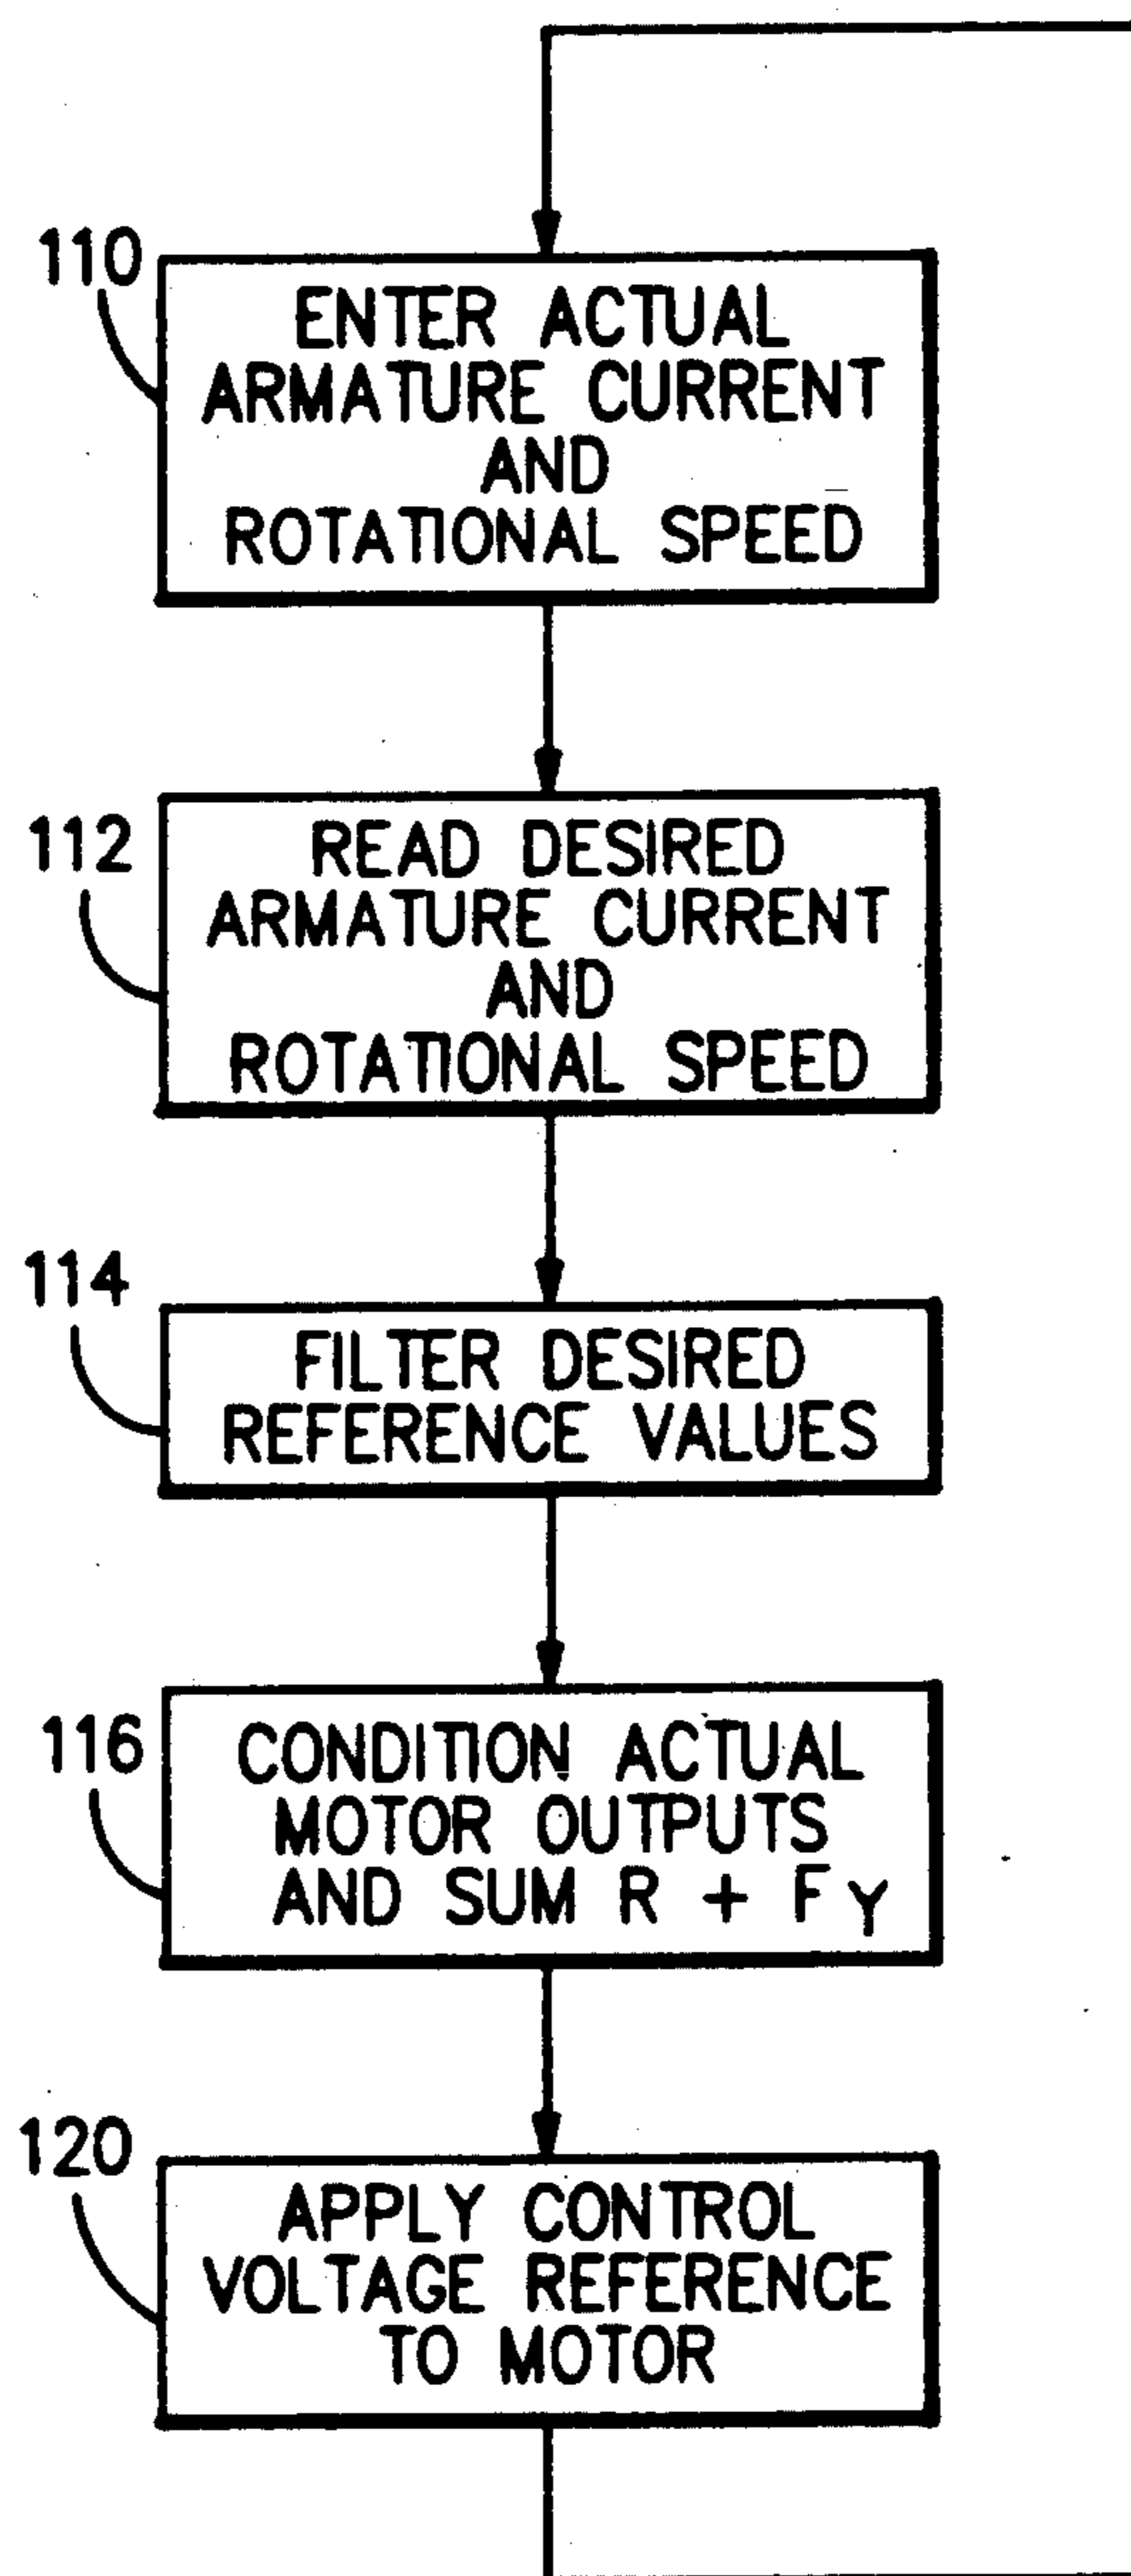 110
ENTER ACTUAL
ARMATURE CURRENT
AND
ROTATIONAL SPEED
112
READ DESIRED
ARMATURE CURRENT
AND
ROTATIONAL SPEED
114
FILTER DESIRED
REFERENCE VALUES
116
CONDITION ACTUAL
MOTOR OUTPUTS
AND SUM R + FY
120
APPLY CONTROL
VOLTAGE REFERENCE
TO MOTOR